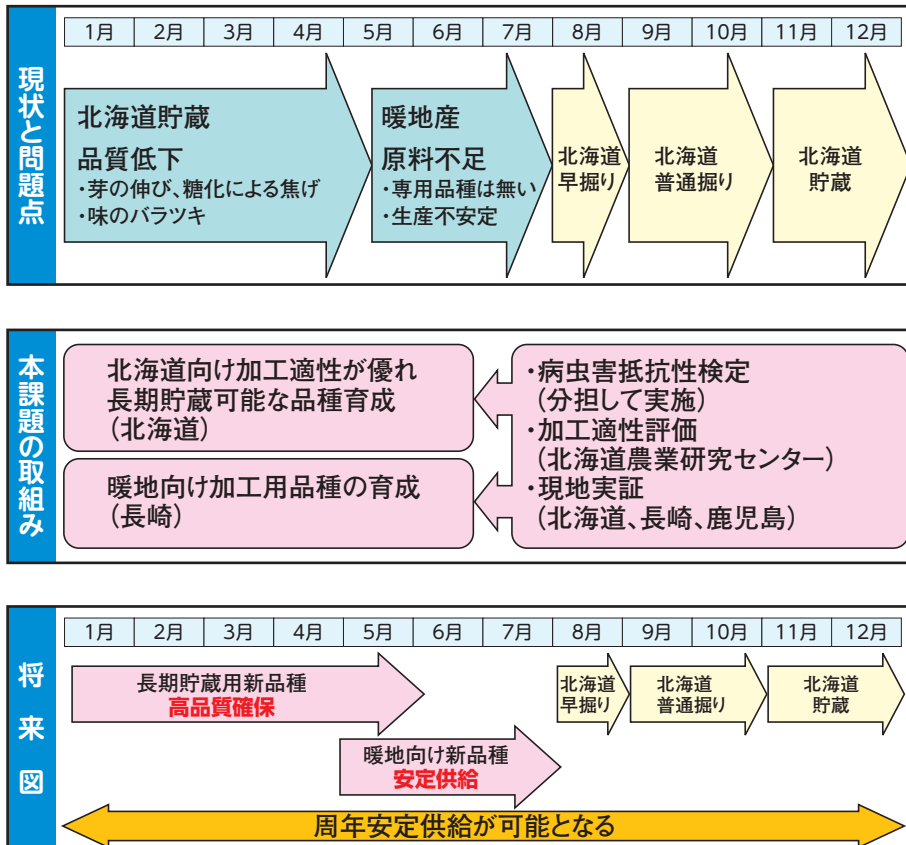 現状と問題点
1月 2月 3月 4月 5月 6月 7月 8月 9月 10月 11月 12月
北海道貯蔵
品質低下
・芽の伸び、糖化による焦げ
・味のバラツキ
暖地産
原料不足
・専用品種は無い
・生産不安定
北海道
早掘り
北海道
普通掘り
北海道
貯蔵
本課題の取組み
北海道向け加工適性が優れ
長期貯蔵可能な品種育成
(北海道)
暖地向け加工用品種の育成
(長崎)
・病虫害抵抗性検定
(分担して実施)
・加工適性評価
(北海道農業研究センター)
・現地実証
(北海道、長崎、鹿児島)
将来図
1月 2月 3月 4月 5月 6月 7月 8月 9月 10月 11月 12月
長期貯蔵用新品種
高品質確保
北海道
早掘り
北海道
普通掘り
北海道
貯蔵
暖地向け新品種
安定供給
周年安定供給が可能となる